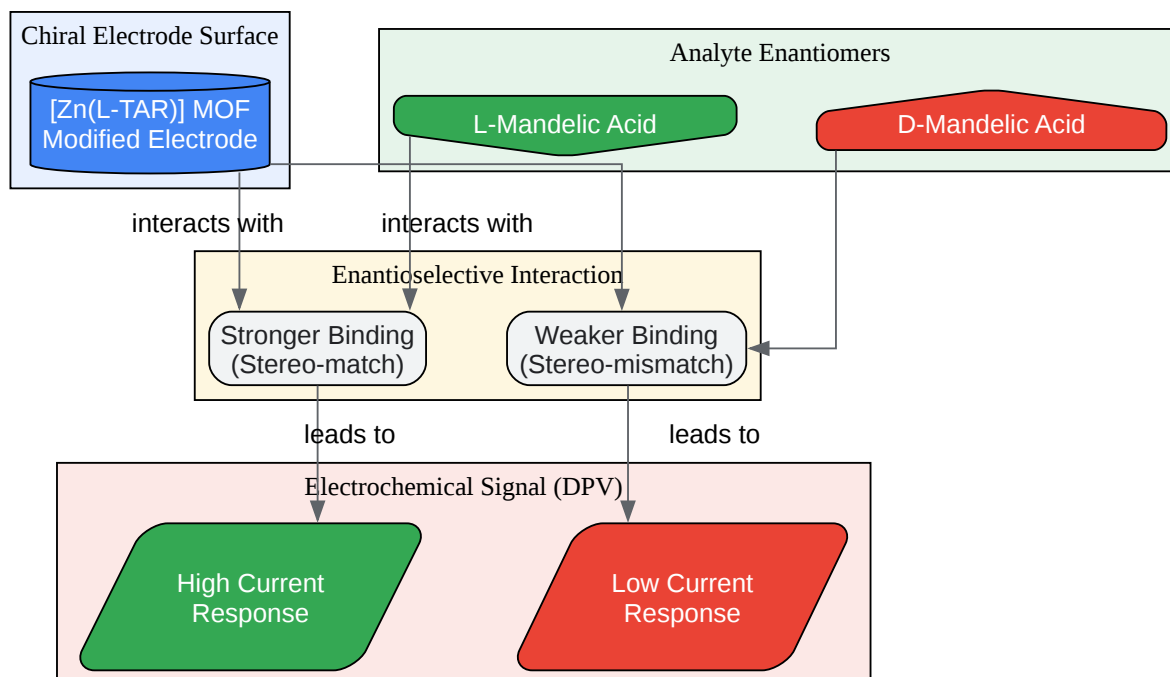 Chiral Electrode Surface
[Zn(L-TAR)] MOF
Modified Electrode
Analyte Enantiomers
L-Mandelic Acid
D-Mandelic Acid
interacts with
interacts with
Enantioselective Interaction
Stronger Binding
(Stereo-match)
Weaker Binding
(Stereo-mismatch)
leads to
leads to
Electrochemical Signal (DPV)
High Current
Response
Low Current
Response